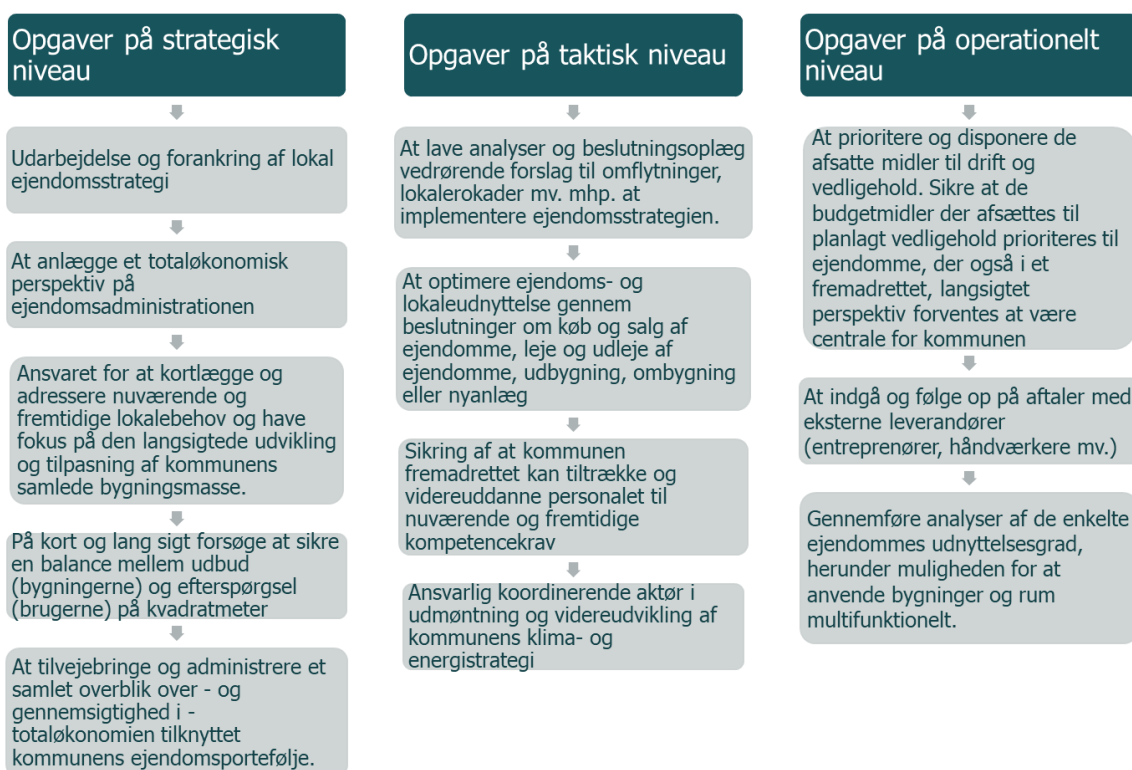 Opgaver på strategisk
niveau
Udarbejdelse og forankring af lokal
ejendomsstrategi
At anlægge et totaløkonomisk
perspektiv på
ejendomsadministrationen
Ansvaret for at kortlægge og
adressere nuværende og
fremtidige lokalebehov og have
fokus på den langsigtede udvikling
og tilpasning af kommunens
samlede bygningsmasse.
På kort og lang sigt forsøge at sikre
en balance mellem udbud
(bygningerne) og efterspørgsel
(brugerne) på kvadratmeter
At tilvejebringe og administrere et
samlet overblik over - og
gennemsigtighed i -
totaløkonomien tilknyttet
kommunens ejendomsportefølje.
Opgaver på taktisk niveau
At lave analyser og beslutningsoplæg
vedrørende forslag til omflytninger,
lokalerokader mv. mhp. at
implementere ejendomsstrategien.
At optimere ejendoms- og
lokaleudnyttelse gennem
beslutninger om køb og salg af
ejendomme, leje og udleje af
ejendomme, udbygning, ombygning
eller nyanlæg
Sikring af at kommunen
fremadrettet kan tiltrække og
videreuddanne personalet til
nuværende og fremtidige
kompetencekrav
Ansvarlig koordinerende aktør i
udmøntning og videreudvikling af
kommunens klima- og
energistrategi
Opgaver på operationelt
niveau
At prioritere og disponere de
afsatte midler til drift og
vedligehold. Sikre at de
budgetmidler der afsættes til
planlagt vedligehold prioriteres til
ejendomme, der også i et
fremadrettet, langsigtet
perspektiv forventes at være
centrale for kommunen
At indgå og følge op på aftaler med
eksterne leverandører
(entreprenører, håndværkere mv.)
Gennemføre analyser af de enkelte
ejendommes udnyttelsesgrad,
herunder muligheden for at
anvende bygninger og rum
multifunktionelt.